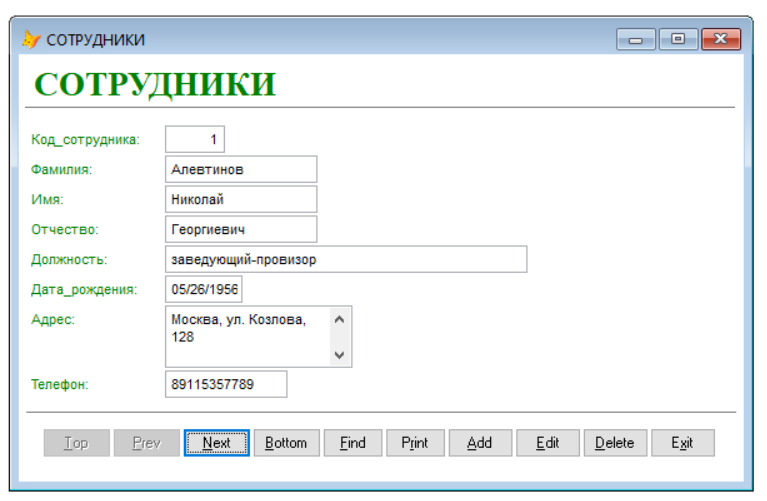 СОТРУДНИКИ
СОТРУДНИКИ
Код_сотрудника: 1
Фамилия: Алевтинов
Имя: Николай
Отчество: Георгиевич
Должность: заведующий-провизор
Дата_рождения: 05/26/1956
Адрес: Москва, ул. Козлова,
128
Телефон: 89115357789
Top Prev Next Bottom Find Print Add Edit Delete Exit